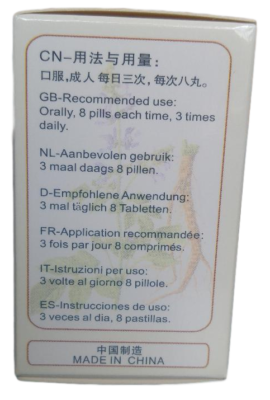 CN-用法与用量：
口服，成人 每日三次，每次八丸。
GB-Recommended use:
Orally, 8 pills each time, 3 times
daily.
NL-Aanbevolen gebruik:
3 maal daags 8 pillen.
D-Empfohlene Anwendung:
3 mal täglich 8 Tabletten.
FR-Application recommandée:
3 fois par jour 8 comprimés.
IT-Istruzioni per uso:
3 volte al giorno 8 pillole.
ES-Instrucciones de uso:
3 veces al dia, 8 pastillas.
中国制造
MADE IN CHINA